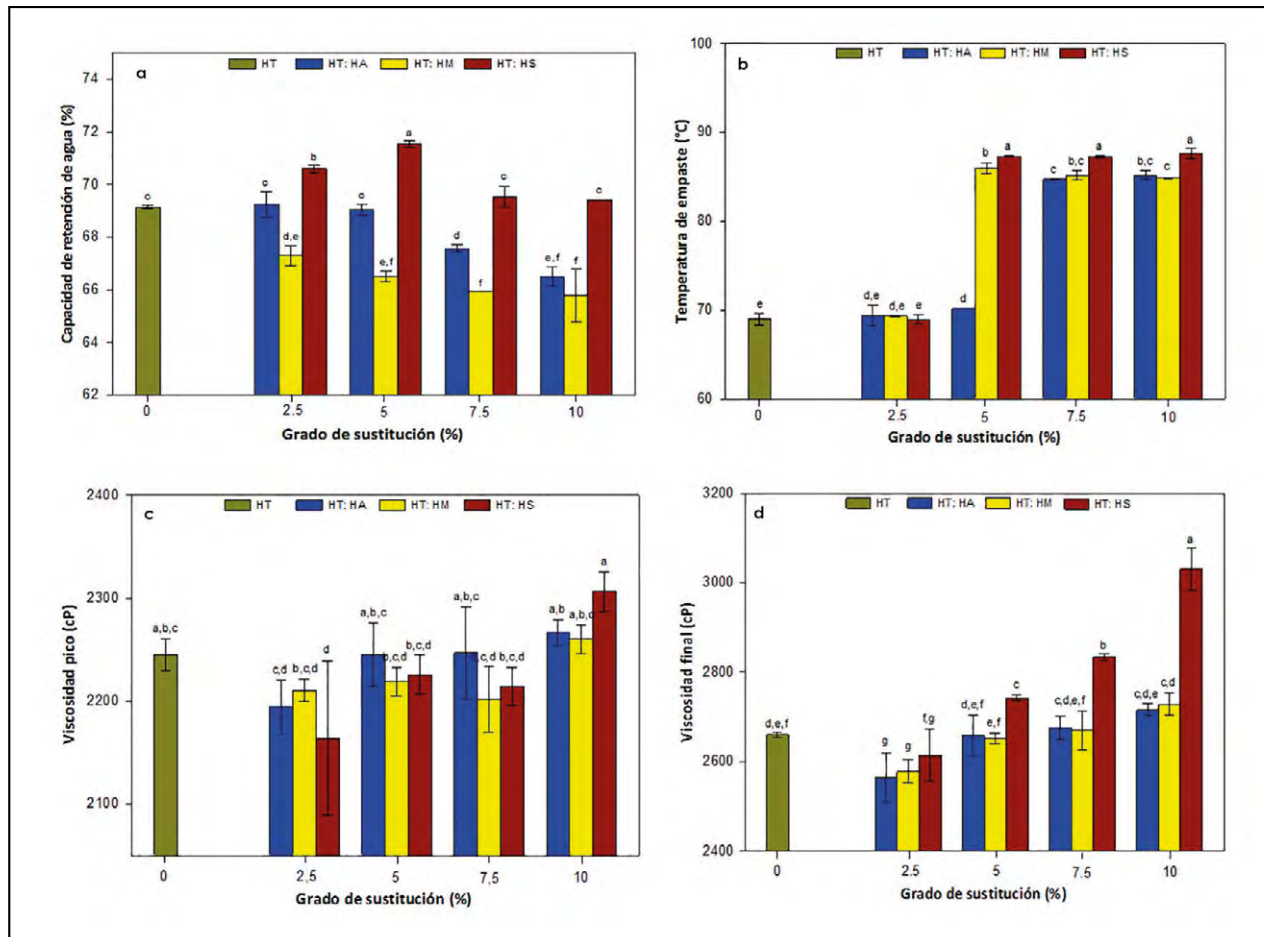 a
HT HT: HA HT: HM HT: HS
Capacidad de retendón de agua (%)
74
72
70
68
66
64
62
c
c
d,e
b
c
e,f
a
d
f
c
e,f
f
c
0 2.5 5 7.5 10
Grado de sustitución (%)
b
HT HT: HA HT: HM HT: HS
Temperatura de empaste (°C)
100
90
80
70
60
e
d,e
d,e
e
d
b
a
c
b,c
a
b,c
c
a
0 2.5 5 7.5 10
Grado de sustitución (%)
c
HT HT: HA HT: HM HT: HS
Viscosidad pico (cP)
2400
2300
2200
2100
a,b,c
c,d
b,c,d
d
a,b,c
b,c,d
b,c,d
a,b,c
b,c,d
a,b
a
0 2,5 5 7,5 10
Grado de sustitución (%)
d
HT HT: HA HT: HM HT: HS
Viscosidad final (cP)
3200
3000
2800
2600
2400
d,e,f
g
g
f,g
d,e,f
e,f
c
c,d,e,f
b
c,d,e
c,d
a
0 2.5 5 7.5 10
Grado de sustitución (%)